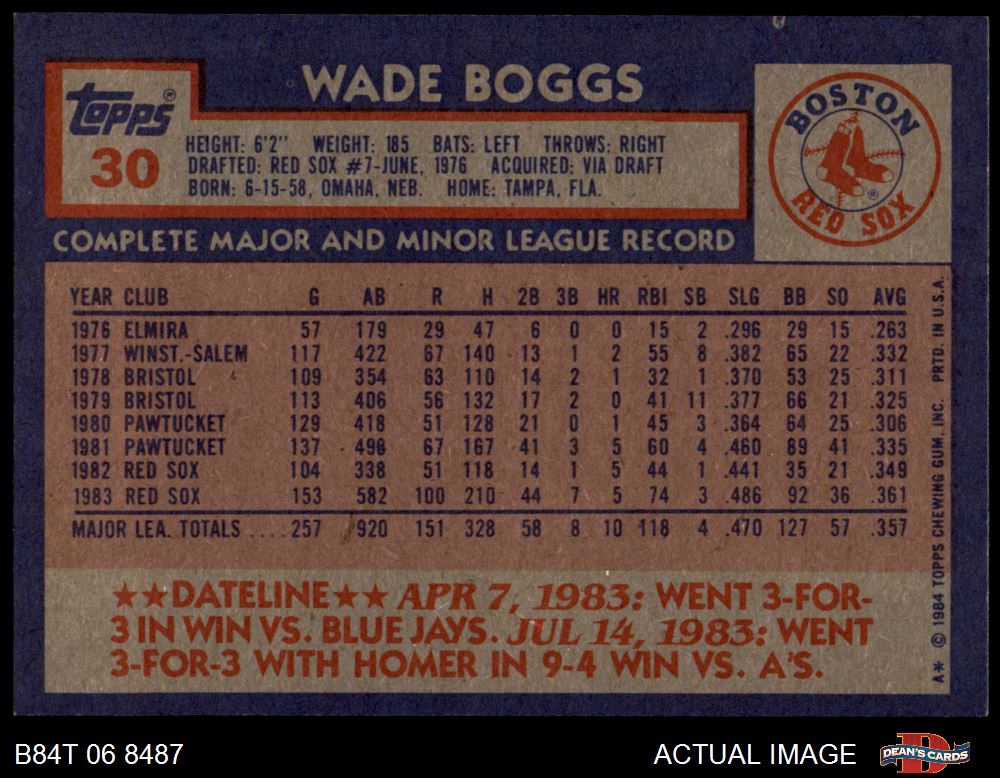 WADE BOGGS
Topps®
30
HEIGHT: 6'2" WEIGHT: 185 BATS: LEFT THROWS: RIGHT
DRAFTED: RED SOX #7-JUNE, 1976 ACQUIRED: VIA DRAFT
BORN: 6-15-58, OMAHA, NEB. HOME: TAMPA, FLA.
BOSTON
RED SOX
®
COMPLETE MAJOR AND MINOR LEAGUE RECORD
YEAR CLUB G AB R H 2B 3B HR RBI SB SLG BB SO AVG
1976 ELMIRA 57 179 29 47 6 0 0 15 2 .296 29 15 .263
1977 WINST.-SALEM 117 422 67 140 13 1 2 55 8 .382 65 22 .332
1978 BRISTOL 109 354 63 110 14 2 1 32 1 .370 53 25 .311
1979 BRISTOL 113 406 56 132 17 2 0 41 11 .377 66 21 .325
1980 PAWTUCKET 129 418 51 128 21 0 1 45 3 .364 64 25 .306
1981 PAWTUCKET 137 498 67 167 41 3 5 60 4 .460 89 41 .335
1982 RED SOX 104 338 51 118 14 1 5 44 1 .441 35 21 .349
1983 RED SOX 153 582 100 210 44 7 5 74 3 .486 92 36 .361
MAJOR LEA. TOTALS ....257 920 151 328 58 8 10 118 4 .470 127 57 .357
★★DATELINE★★ APR 7, 1983: WENT 3-FOR-
3 IN WIN VS. BLUE JAYS. JUL 14, 1983: WENT
3-FOR-3 WITH HOMER IN 9-4 WIN VS. A'S.
A* © 1984 TOPPS CHEWING GUM, INC. PRTD. IN U.S.A.
B84T 06 8487
ACTUAL IMAGE
DEAN'S CARDS